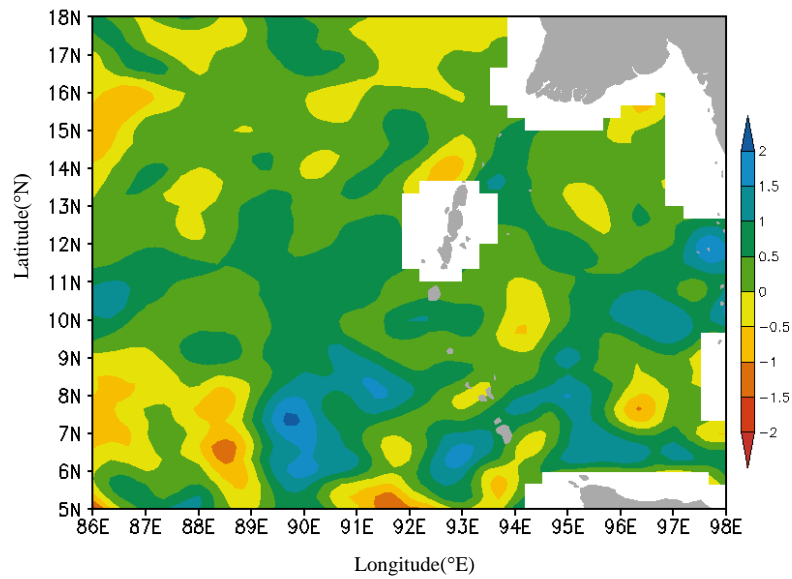 18N
17N
16N
15N
14N
13N
12N
11N
10N
9N
8N
7N
6N
5N
Latitude(°N)
86E 87E 88E 89E 90E 91E 92E 93E 94E 95E 96E 97E 98E
Longitude(°E)
2
1.5
1
0.5
0
−0.5
−1
−1.5
−2